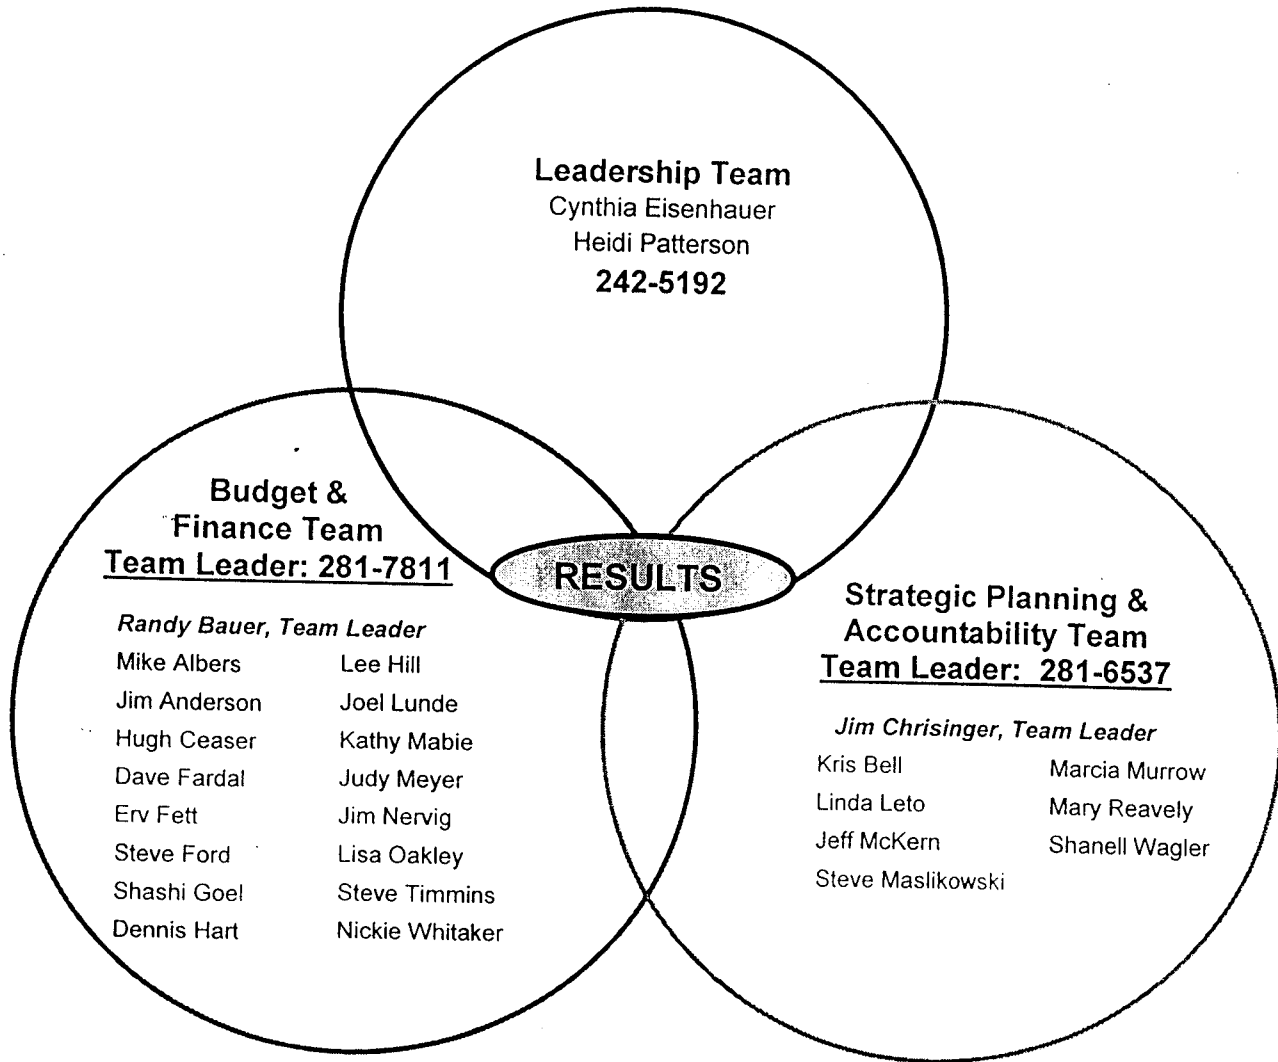 Leadership Team
Cynthia Eisenhauer
Heidi Patterson
242-5192
Budget &
Finance Team
Team Leader: 281-7811
Randy Bauer, Team Leader
Mike Albers Lee Hill
Jim Anderson Joel Lunde
Hugh Ceaser Kathy Mabie
Dave Fardal Judy Meyer
Erv Fett Jim Nervig
Steve Ford Lisa Oakley
Shashi Goel Steve Timmins
Dennis Hart Nickie Whitaker
RESULTS
Strategic Planning &
Accountability Team
Team Leader: 281-6537
Jim Chrisinger, Team Leader
Kris Bell Marcia Murrow
Linda Leto Mary Reavely
Jeff McKern Shanell Wagler
Steve Maslikowski